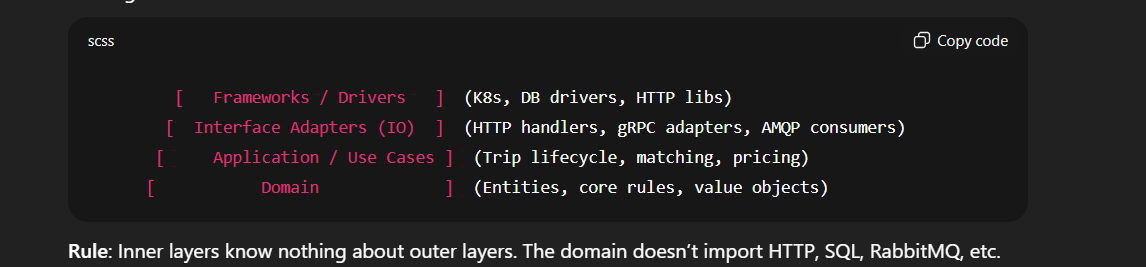 scss
Copy code
[   Frameworks / Drivers   ]  (K8s, DB drivers, HTTP libs)
[  Interface Adapters (IO)  ]  (HTTP handlers, gRPC adapters, AMQP consumers)
[     Application / Use Cases ]  (Trip lifecycle, matching, pricing)
[           Domain             ]  (Entities, core rules, value objects)
Rule: Inner layers know nothing about outer layers. The domain doesn’t import HTTP, SQL, RabbitMQ, etc.